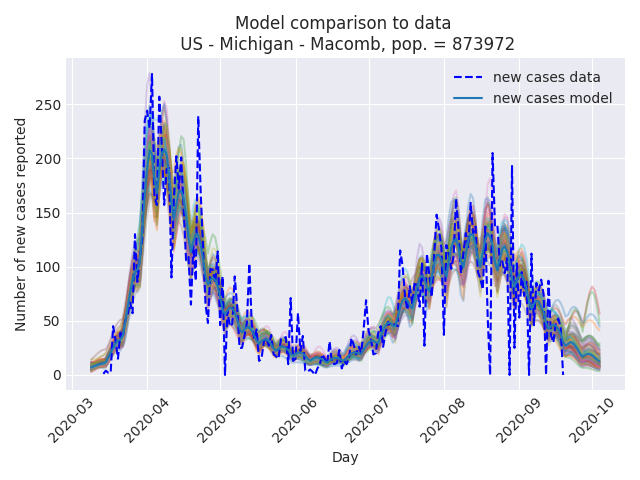 Model comparison to data
US - Michigan - Macomb, pop. = 873972
new cases data
new cases model
Number of new cases reported
250
200
150
100
50
0
2020-03
2020-04
2020-05
2020-06
2020-07
2020-08
2020-09
2020-10
Day